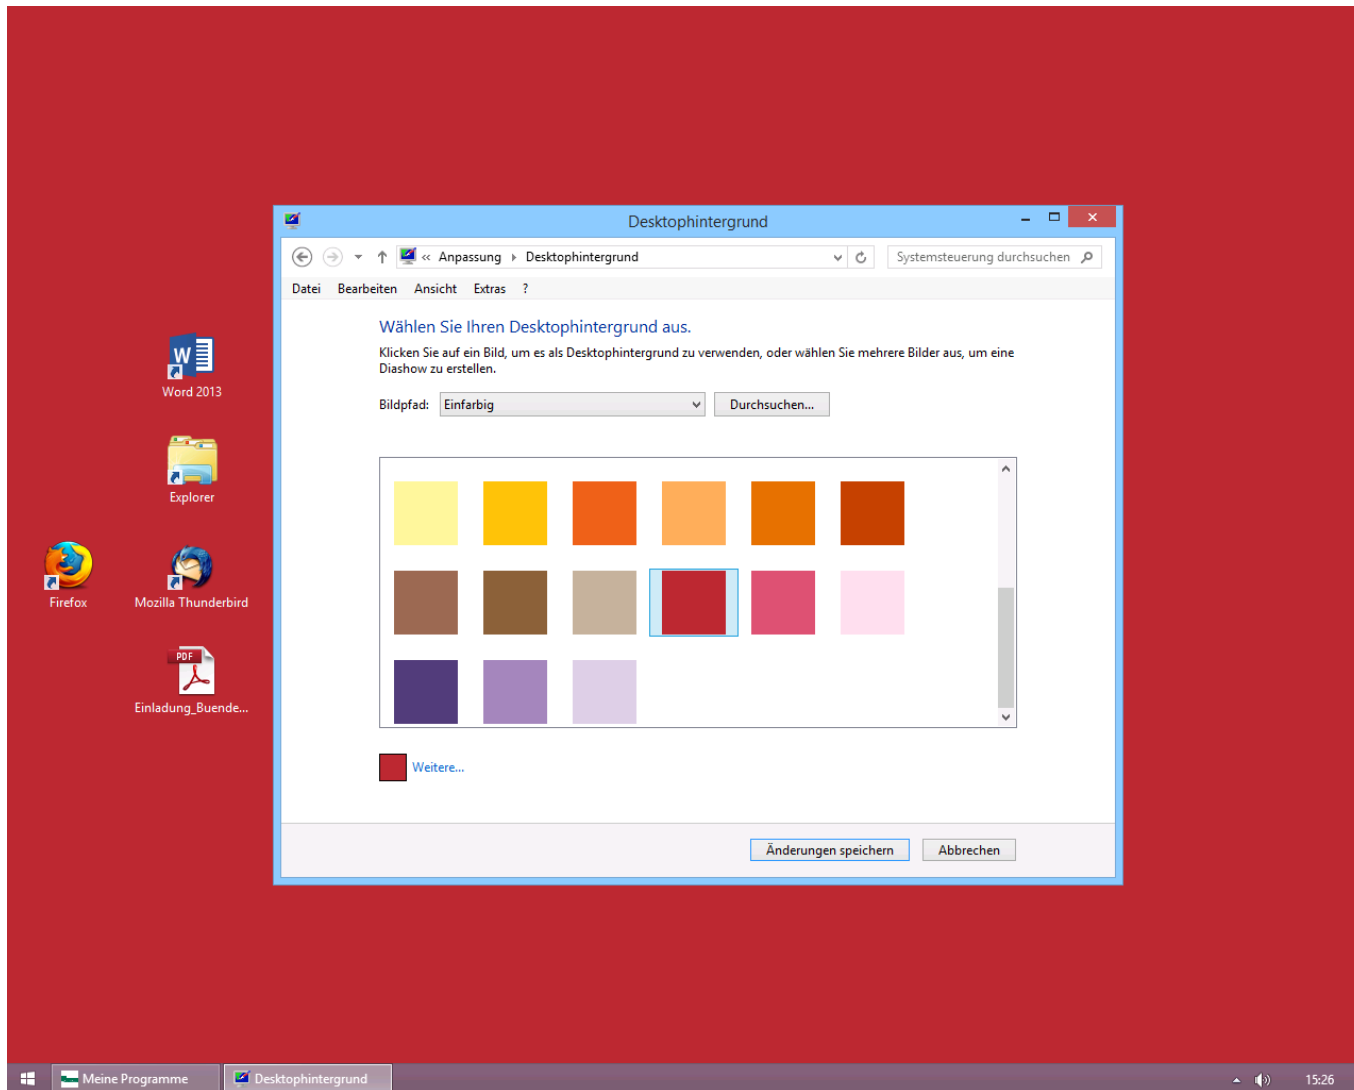 Desktophintergrund
« Anpassung Desktophintergrund
Systemsteuerung durchsuchen
Datei Bearbeiten Ansicht Extras ?
Wählen Sie Ihren Desktophintergrund aus.
Klicken Sie auf ein Bild, um es als Desktophintergrund zu verwenden, oder wählen Sie mehrere Bilder aus, um eine
Diashow zu erstellen.
Bildpfad: Einfarbig Durchsuchen...
Weitere...
Änderungen speichern Abbrechen
W
Word 2013
Explorer
Firefox
Mozilla Thunderbird
PDF
Einladung_Buende...
Meine Programme
Desktophintergrund
15:26